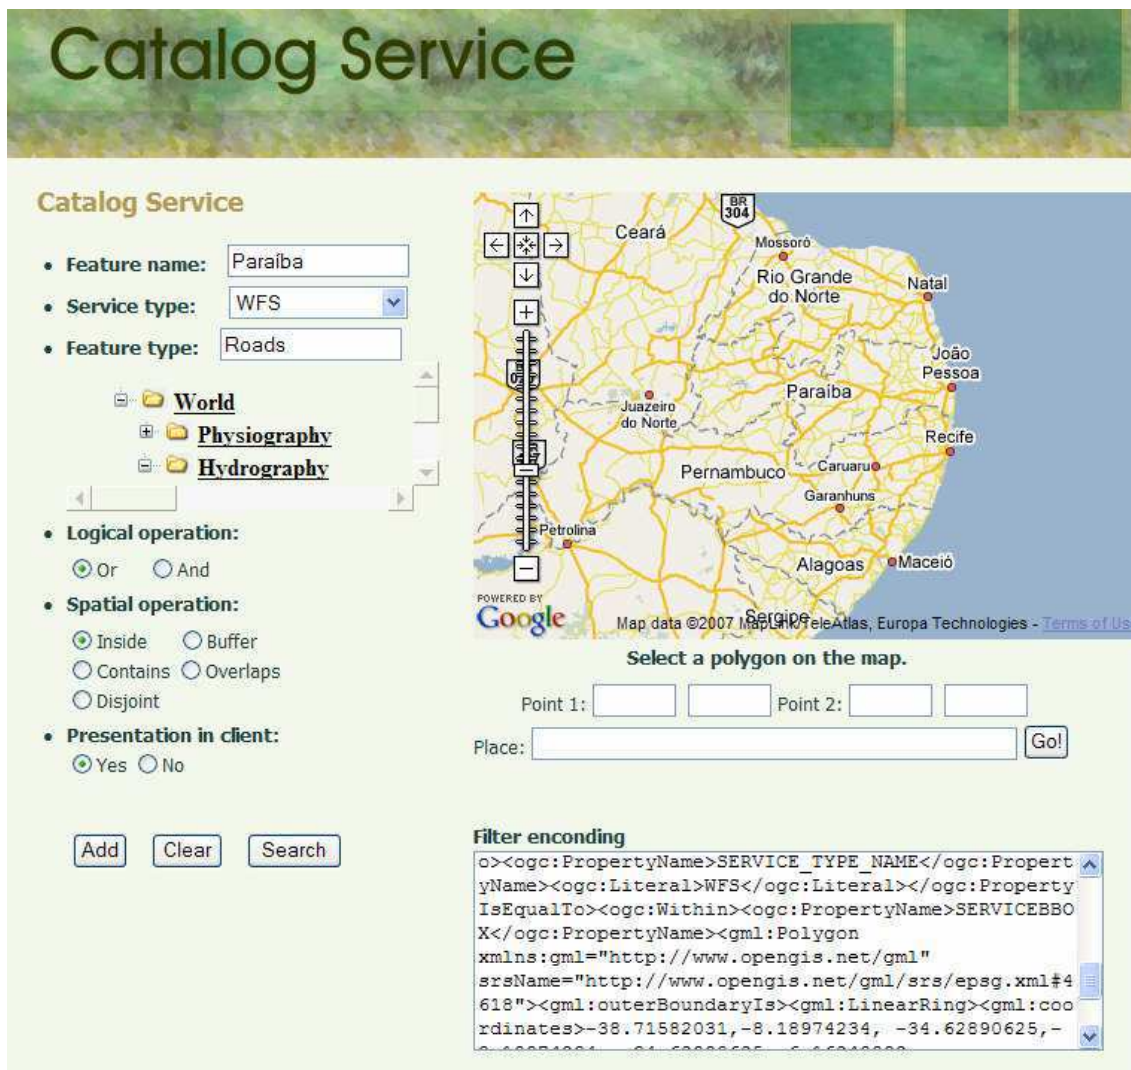 Catalog Service
Catalog Service
Feature name: Paraíba
Service type: WFS
Feature type: Roads
World
Physiography
Hydrography
Logical operation:
Or And
Spatial operation:
Inside Buffer
Contains Overlaps
Disjoint
Presentation in client:
Yes No
Add Clear Search
BR
304
Ceará
Mossoró
Rio Grande
do Norte
Natal
João
Pessoa
Paraíba
Juazeiro
do Norte
Recife
Pernambuco
Caruaru
Garanhuns
Petrolina
Alagoas
Maceió
Sergipe
POWERED BY
Google
Map data ©2007 MapLink/TeleAtlas, Europa Technologies - Terms of Us
Select a polygon on the map.
Point 1: Point 2:
Place: Go!
Filter enconding
o><ogc:PropertyName>SERVICE_TYPE_NAME</ogc:Propert
yName><ogc:Literal>WFS</ogc:Literal></ogc:Property
IsEqualTo><ogc:Within><ogc:PropertyName>SERVICEBBO
X</ogc:PropertyName><gml:Polygon
xmlns:gml="http://www.opengis.net/gml"
srsName="http://www.opengis.net/gml/srs/epsg.xml#4
618"><gml:outerBoundaryIs><gml:LinearRing><gml:coo
rdinates>-38.71582031,-8.18974234, -34.62890625,-